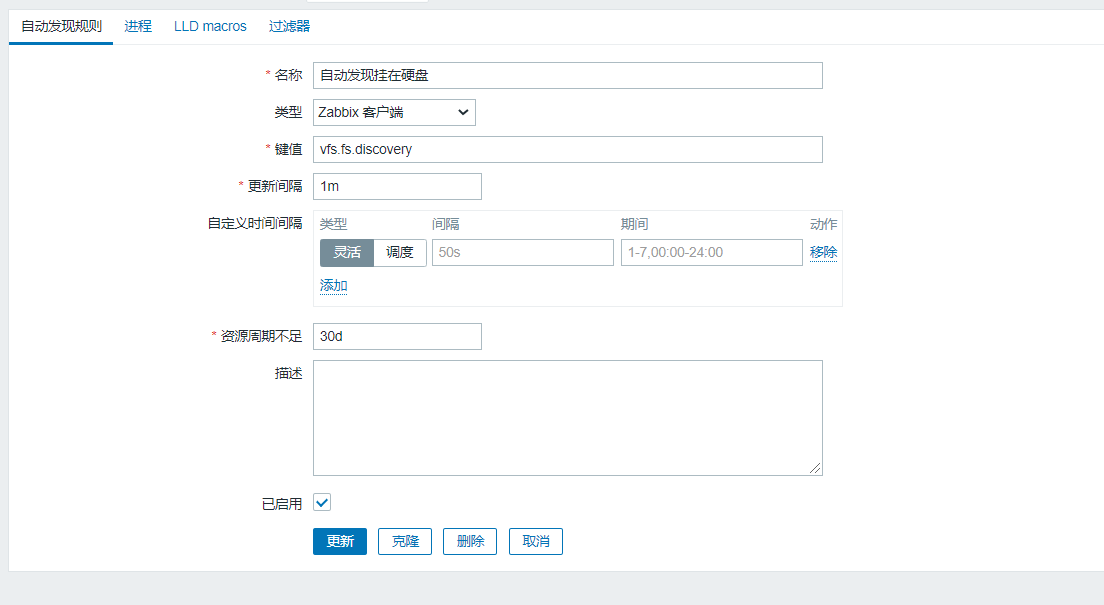 自动发现规则 进程 LLD macros 过滤器
* 名称 自动发现挂在硬盘
类型 Zabbix 客户端
* 键值 vfs.fs.discovery
* 更新间隔 1m
自定义时间间隔 类型 间隔 期间 动作
灵活 调度 50s 1-7,00:00-24:00 移除
添加
* 资源周期不足 30d
描述
已启用
更新 克隆 删除 取消